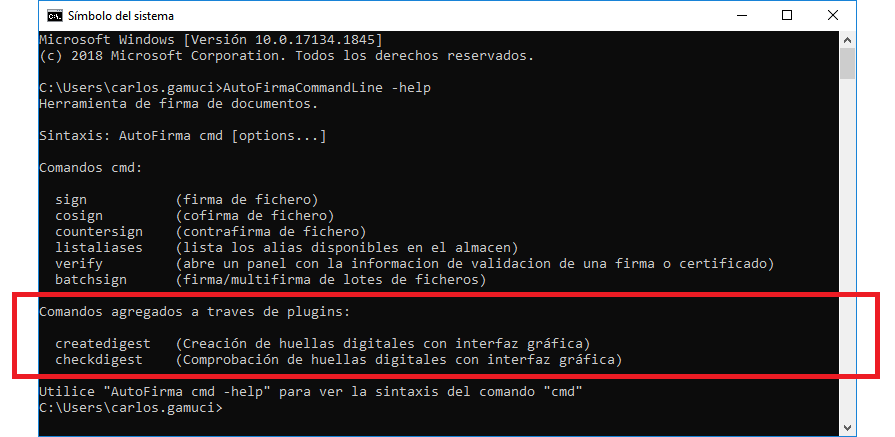 Símbolo del sistema
Microsoft Windows [Versión 10.0.17134.1845]
(c) 2018 Microsoft Corporation. Todos los derechos reservados.
C:\Users\carlos.gamuci>AutoFirmaCommandLine -help
Herramienta de firma de documentos.
Sintaxis: AutoFirma cmd [options...]
Comandos cmd:
sign (firma de fichero)
cosign (cofirma de fichero)
countersign (contrafirma de fichero)
listaliases (lista los alias disponibles en el almacen)
verify (abre un panel con la informacion de validacion de una firma o certificado)
batchsign (firma/multifirma de lotes de ficheros)
Comandos agregados a traves de plugins:
createdigest (Creación de huellas digitales con interfaz gráfica)
checkdigest (Comprobación de huellas digitales con interfaz gráfica)
Utilice "AutoFirma cmd -help" para ver la sintaxis del comando "cmd"
C:\Users\carlos.gamuci>